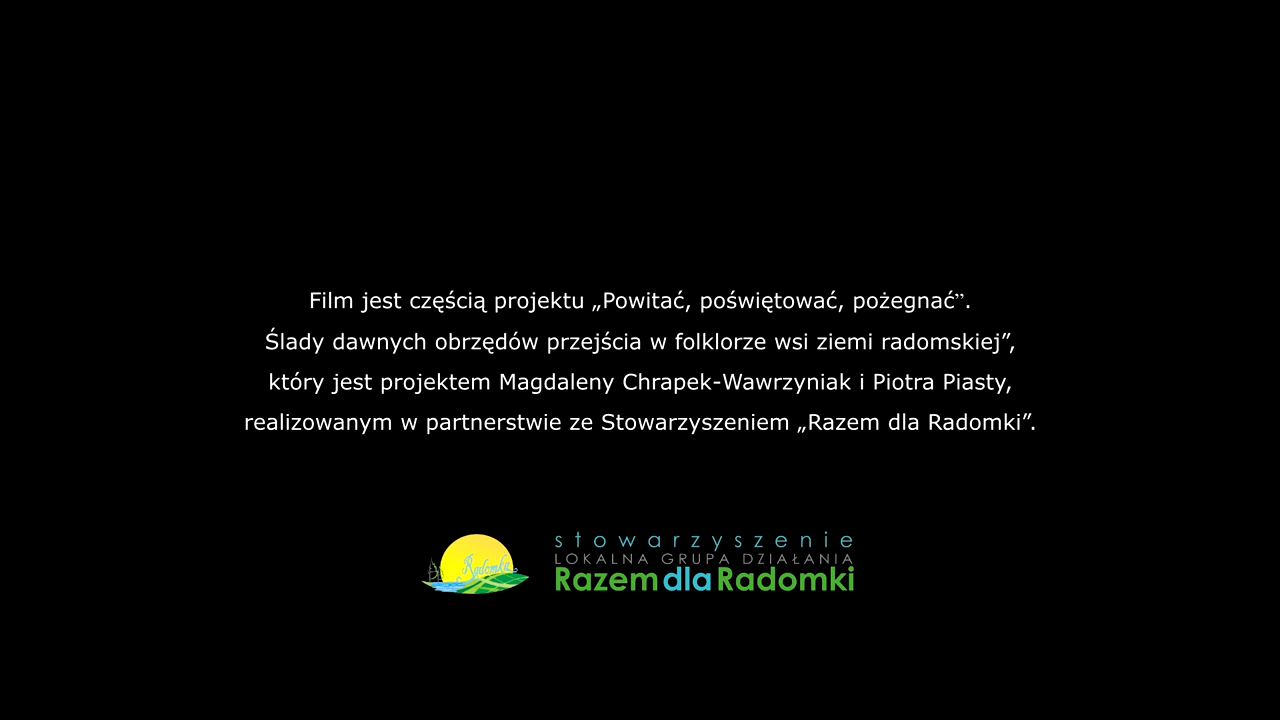 Film jest częścią projektu „Powitać, poświętować, pożegnać”.
Ślady dawnych obrzędów przejścia w folklorze wsi ziemi radomskiej”,
który jest projektem Magdaleny Chrapek-Wawrzyniak i Piotra Piasty,
realizowanym w partnerstwie ze Stowarzyszeniem „Razem dla Radomki”.
Radomka
stowarzyszenie
LOKALNA GRUPA DZIAŁANIA
Razem dla Radomki